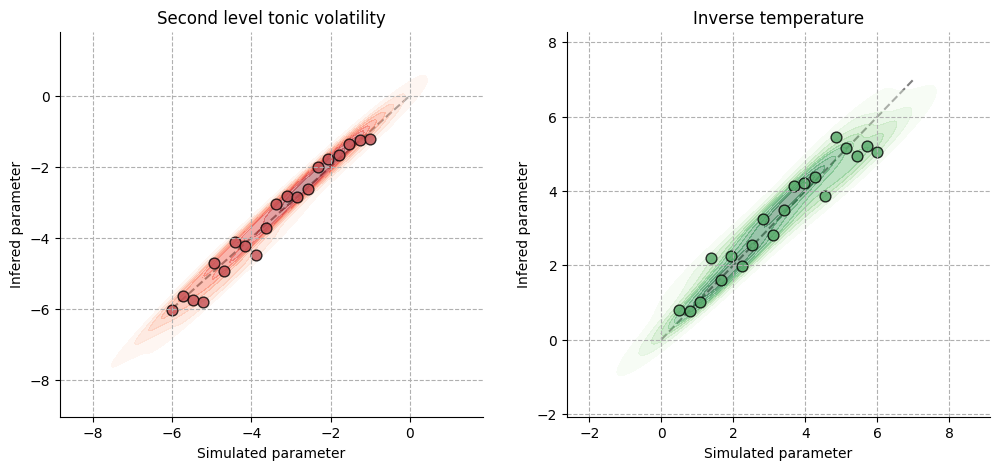 Second level tonic volatility
Infered parameter
0
−2
−4
−6
−8
−8 −6 −4 −2 0
Simulated parameter
Inverse temperature
Infered parameter
8
6
4
2
0
−2
−2 0 2 4 6 8
Simulated parameter